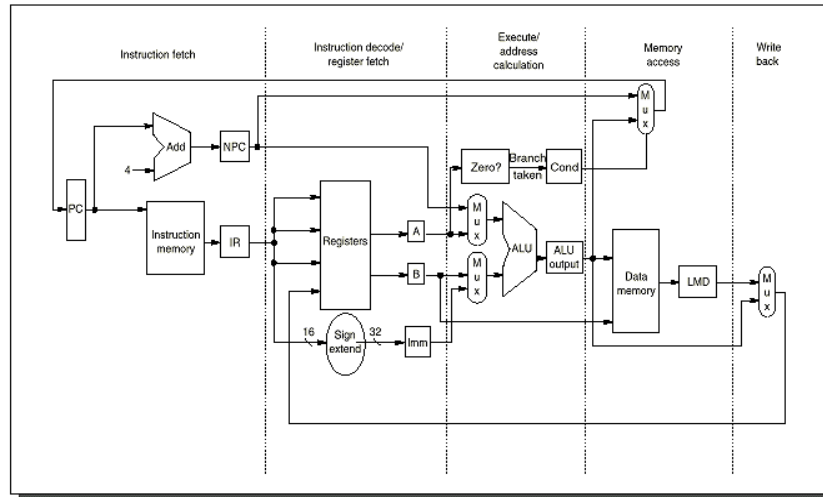 Instruction fetch
Instruction decode/
register fetch
Execute/
address
calculation
Memory
access
Write
back
M
u
x
Add
NPC
4
Zero?
Branch
taken
Cond
PC
Instruction
memory
IR
Registers
A
B
M
u
x
M
u
x
ALU
ALU
output
Data
memory
LMD
M
u
x
16
Sign
extend
32
Imm